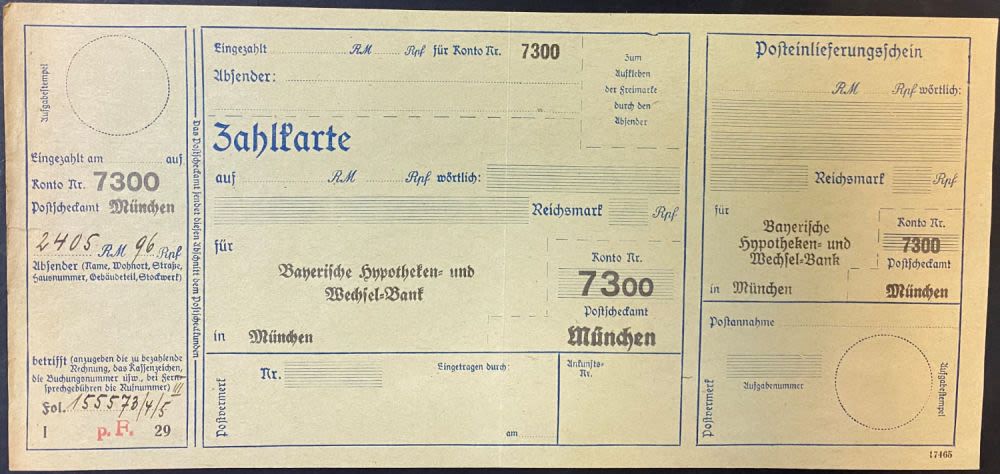 Aufgabestempel
Eingezahlt am auf
Konto Nr. 7300
Postscheckamt München
2405 RM 96 Rpf
Absender (Name, Wohnort, Straße,
Hausnummer, Gebäudeteil, Stockwerk)
betrifft (anzugeben die zu bezahlende
Rechnung, das Kassenzeichen,
die Buchungsnummer usw., bei Fern-
sprechgebühren die Rufnummer) III
Fol. 155573/4/5
I p. F. 29
Das Postscheckamt sendet diesen Abschnitt dem Postscheckkunden
Eingezahlt RM Rpf für Konto Nr. 7300
Absender:
Zum
Aufkleben
der Freimarke
durch den
Absender
Zahlkarte
auf RM Rpf wörtlich:
Reichsmark Rpf
für
Bayerische Hypotheken- und
Wechsel-Bank
in München
Konto Nr.
7300
Postscheckamt
München
Postvermerk
Nr.
Eingetragen durch:
am
Ankunfts-
Nr.
Posteinlieferungsschein
RM Rpf wörtlich:
Reichsmark Rpf
für
Bayerische
Hypotheken- und
Wechsel-Bank
in München
Konto Nr.
7300
Postscheckamt
München
Postannahme
Postvermerk
Aufgabenummer
Aufgabestempel
17465